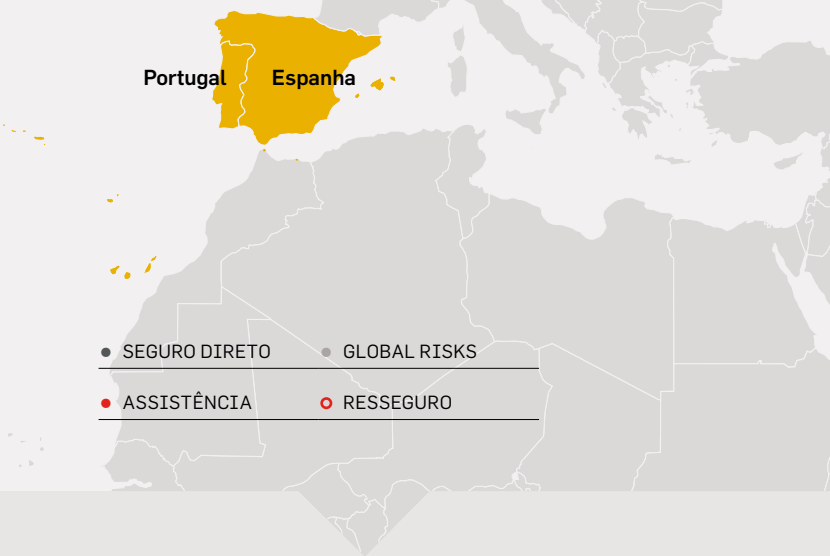 Portugal Espanha
SEGURO DIRETO GLOBAL RISKS
ASSISTÊNCIA RESSEGURO